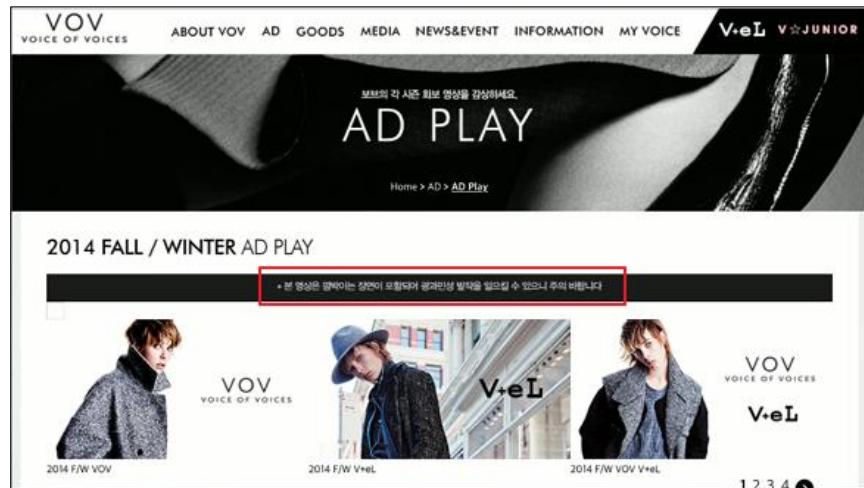 VOV
VOICE OF VOICES
ABOUT VOV AD GOODS MEDIA NEWS&EVENT INFORMATION MY VOICE
V+eL V☆JUNIOR
보브의 각 시즌 화보 영상을 감상하세요.
AD PLAY
Home > AD > AD Play
2014 FALL / WINTER AD PLAY
* 본 영상은 깜박이는 장면이 포함되어 광과민성 발작을 일으킬 수 있으니 주의 바랍니다
VOV
VOICE OF VOICES
V+eL
VOV
VOICE OF VOICES
V+eL
2014 F/W VOV
2014 F/W V+eL
2014 F/W VOV V+eL
1 2 3 4